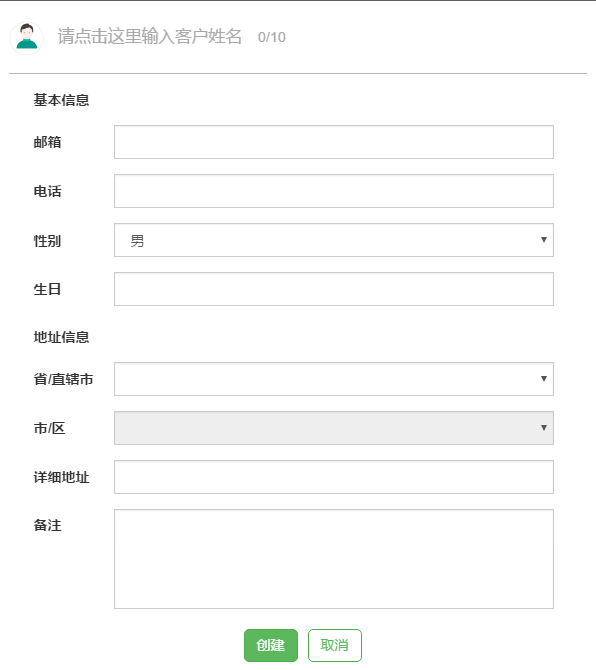 请点击这里输入客户姓名 0/10
基本信息
邮箱
电话
性别 男
生日
地址信息
省/直辖市
市/区
详细地址
备注
创建 取消